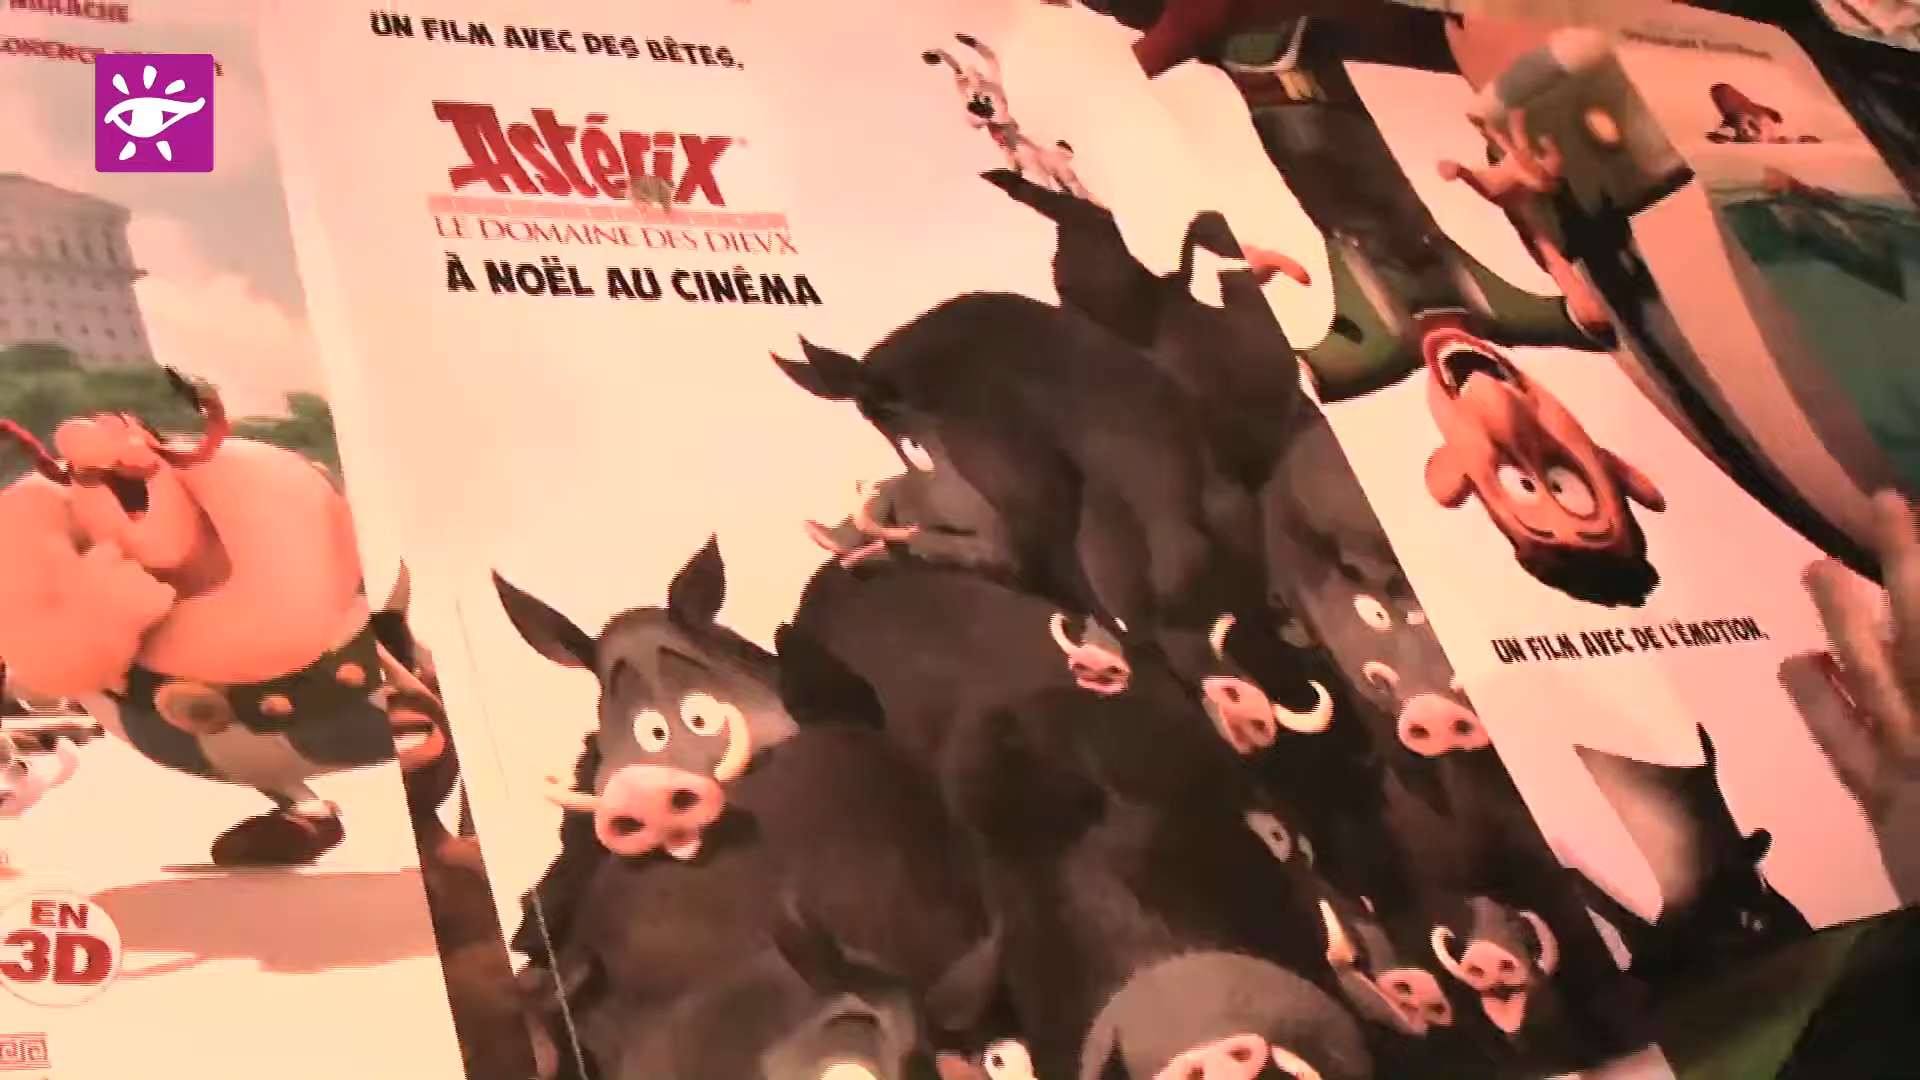 UN FILM AVEC DES BÊTES.
Astérix
LE DOMAINE DES DIEVX
À NOËL AU CINÉMA
UN FILM AVEC DE L'ÉMOTION.
EN
3D